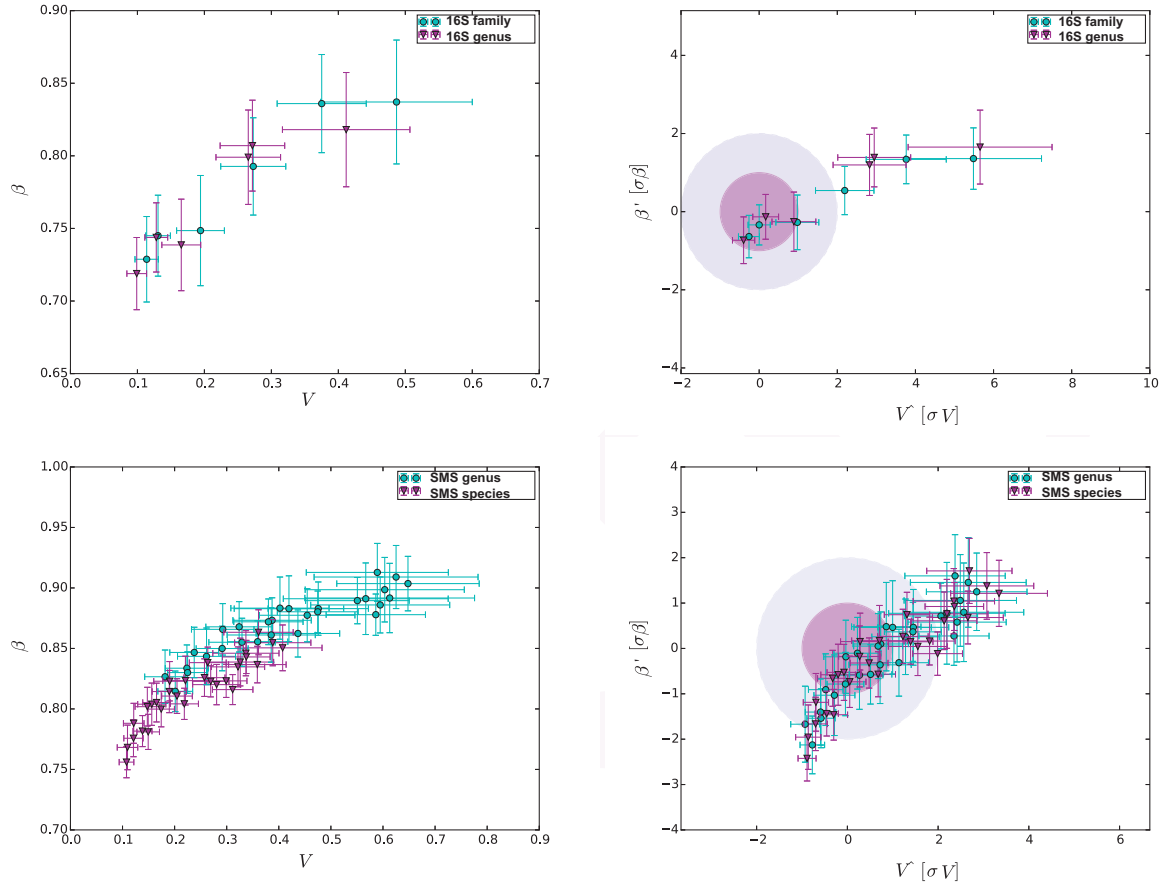 0.90
0.85
0.80
0.75
0.70
0.65
β
0.0 0.1 0.2 0.3 0.4 0.5 0.6 0.7
V
16S family
16S genus
4
2
0
−2
−4
β' [σβ]
−2 0 2 4 6 8 10
Vˆ [σV]
16S family
16S genus
1.00
0.95
0.90
0.85
0.80
0.75
0.70
β
0.0 0.1 0.2 0.3 0.4 0.5 0.6 0.7 0.8 0.9
V
SMS genus
SMS species
4
3
2
1
0
−1
−2
−3
−4
β' [σβ]
−2 0 2 4 6
Vˆ [σV]
SMS genus
SMS species